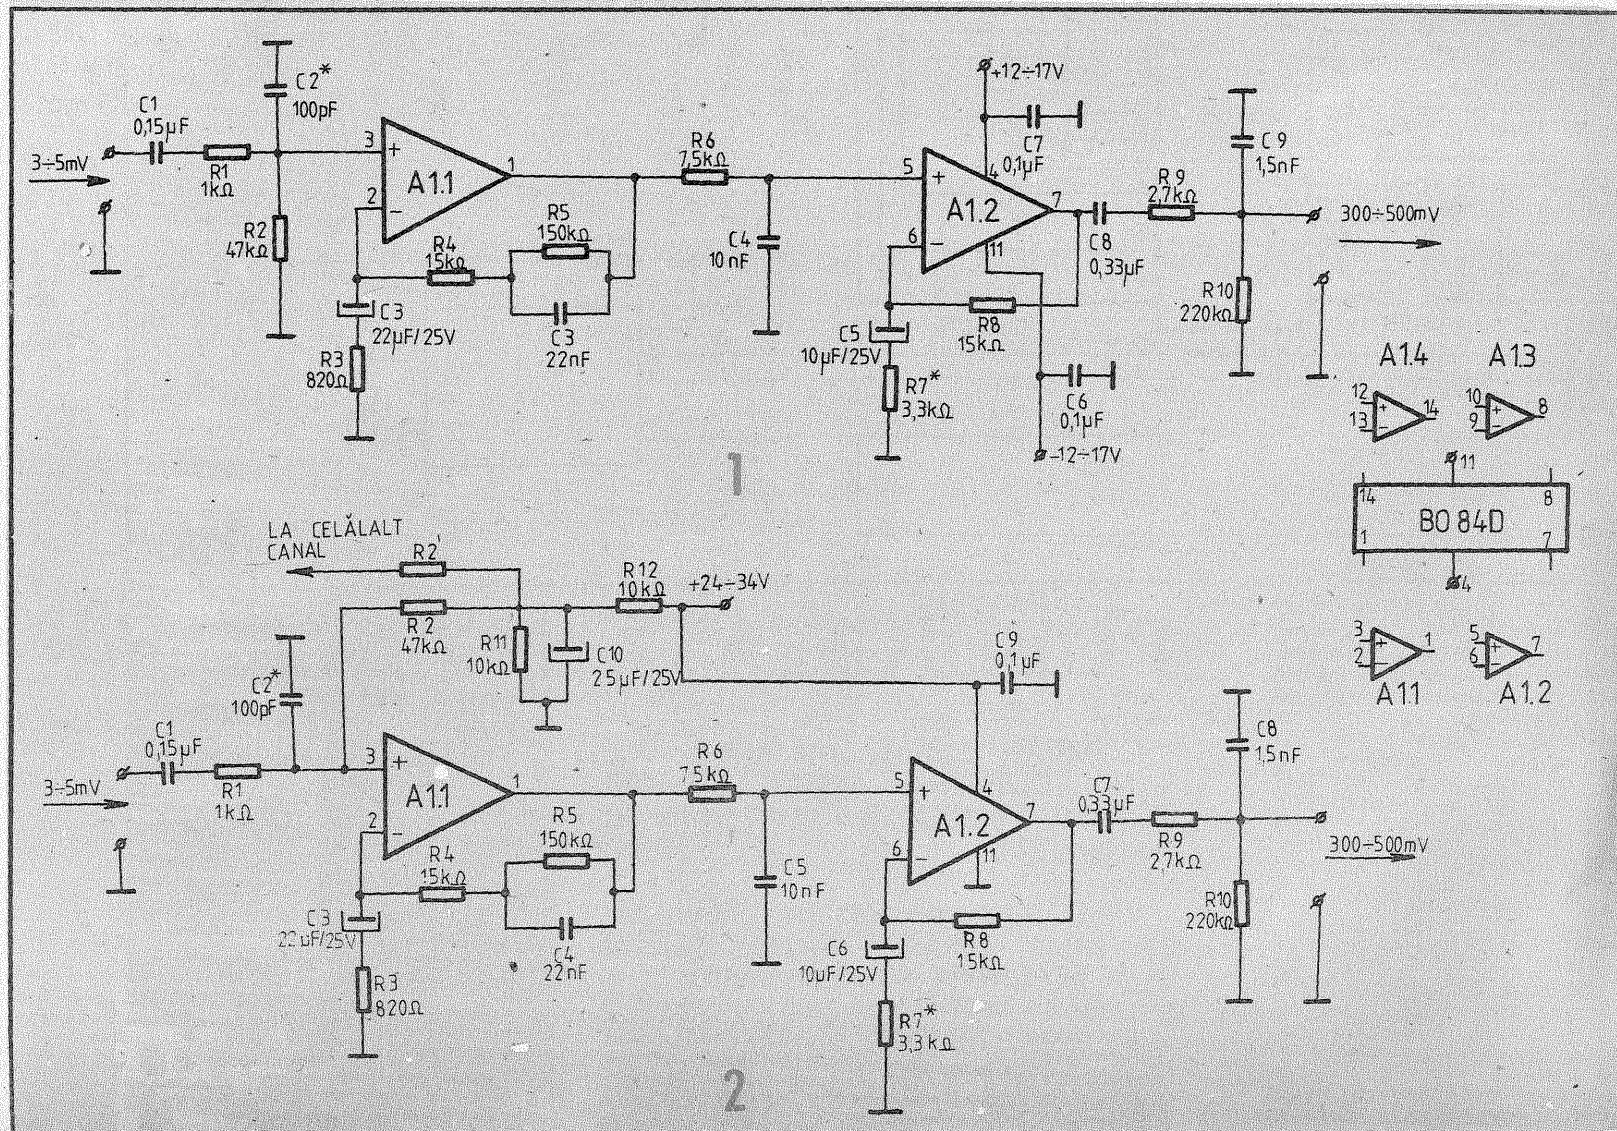 C2*
100pF
C1
0,15µF
3÷5mV
R1
1kΩ
R2
47kΩ
3
+
A1.1
1
2
−
R4
15kΩ
R5
150kΩ
C3
22nF
C3
22µF/25V
R3
820Ω
R6
7,5kΩ
C4
10nF
+12÷17V
C7
0,1µF
5
+
4
A1.2
7
6
−
11
R8
15kΩ
C5
10µF/25V
R7*
3,3kΩ
C6
0,1µF
−12÷17V
C8
0,33µF
R9
2,7kΩ
C9
1,5nF
300÷500mV
R10
220kΩ
1
A1.4
12
+
13
−
14
A1.3
10
+
9
−
8
11
14
8
BO 84D
1
7
4
3
+
2
−
1
A1.1
5
+
6
−
7
A1.2
LA CELĂLALT
CANAL
R2'
R2
47kΩ
R12
10kΩ
+24÷34V
R11
10kΩ
C10
25µF/25V
C9
0,1µF
C2*
100pF
C1
0,15µF
3÷5mV
R1
1kΩ
3
+
A1.1
1
2
−
R4
15kΩ
R5
150kΩ
C4
22nF
C3
22µF/25V
R3
820Ω
R6
7,5kΩ
C5
10nF
5
+
4
A1.2
7
6
−
11
R8
15kΩ
C6
10µF/25V
R7*
3,3kΩ
C7
0,33µF
R9
2,7kΩ
C8
1,5nF
300÷500mV
R10
220kΩ
2